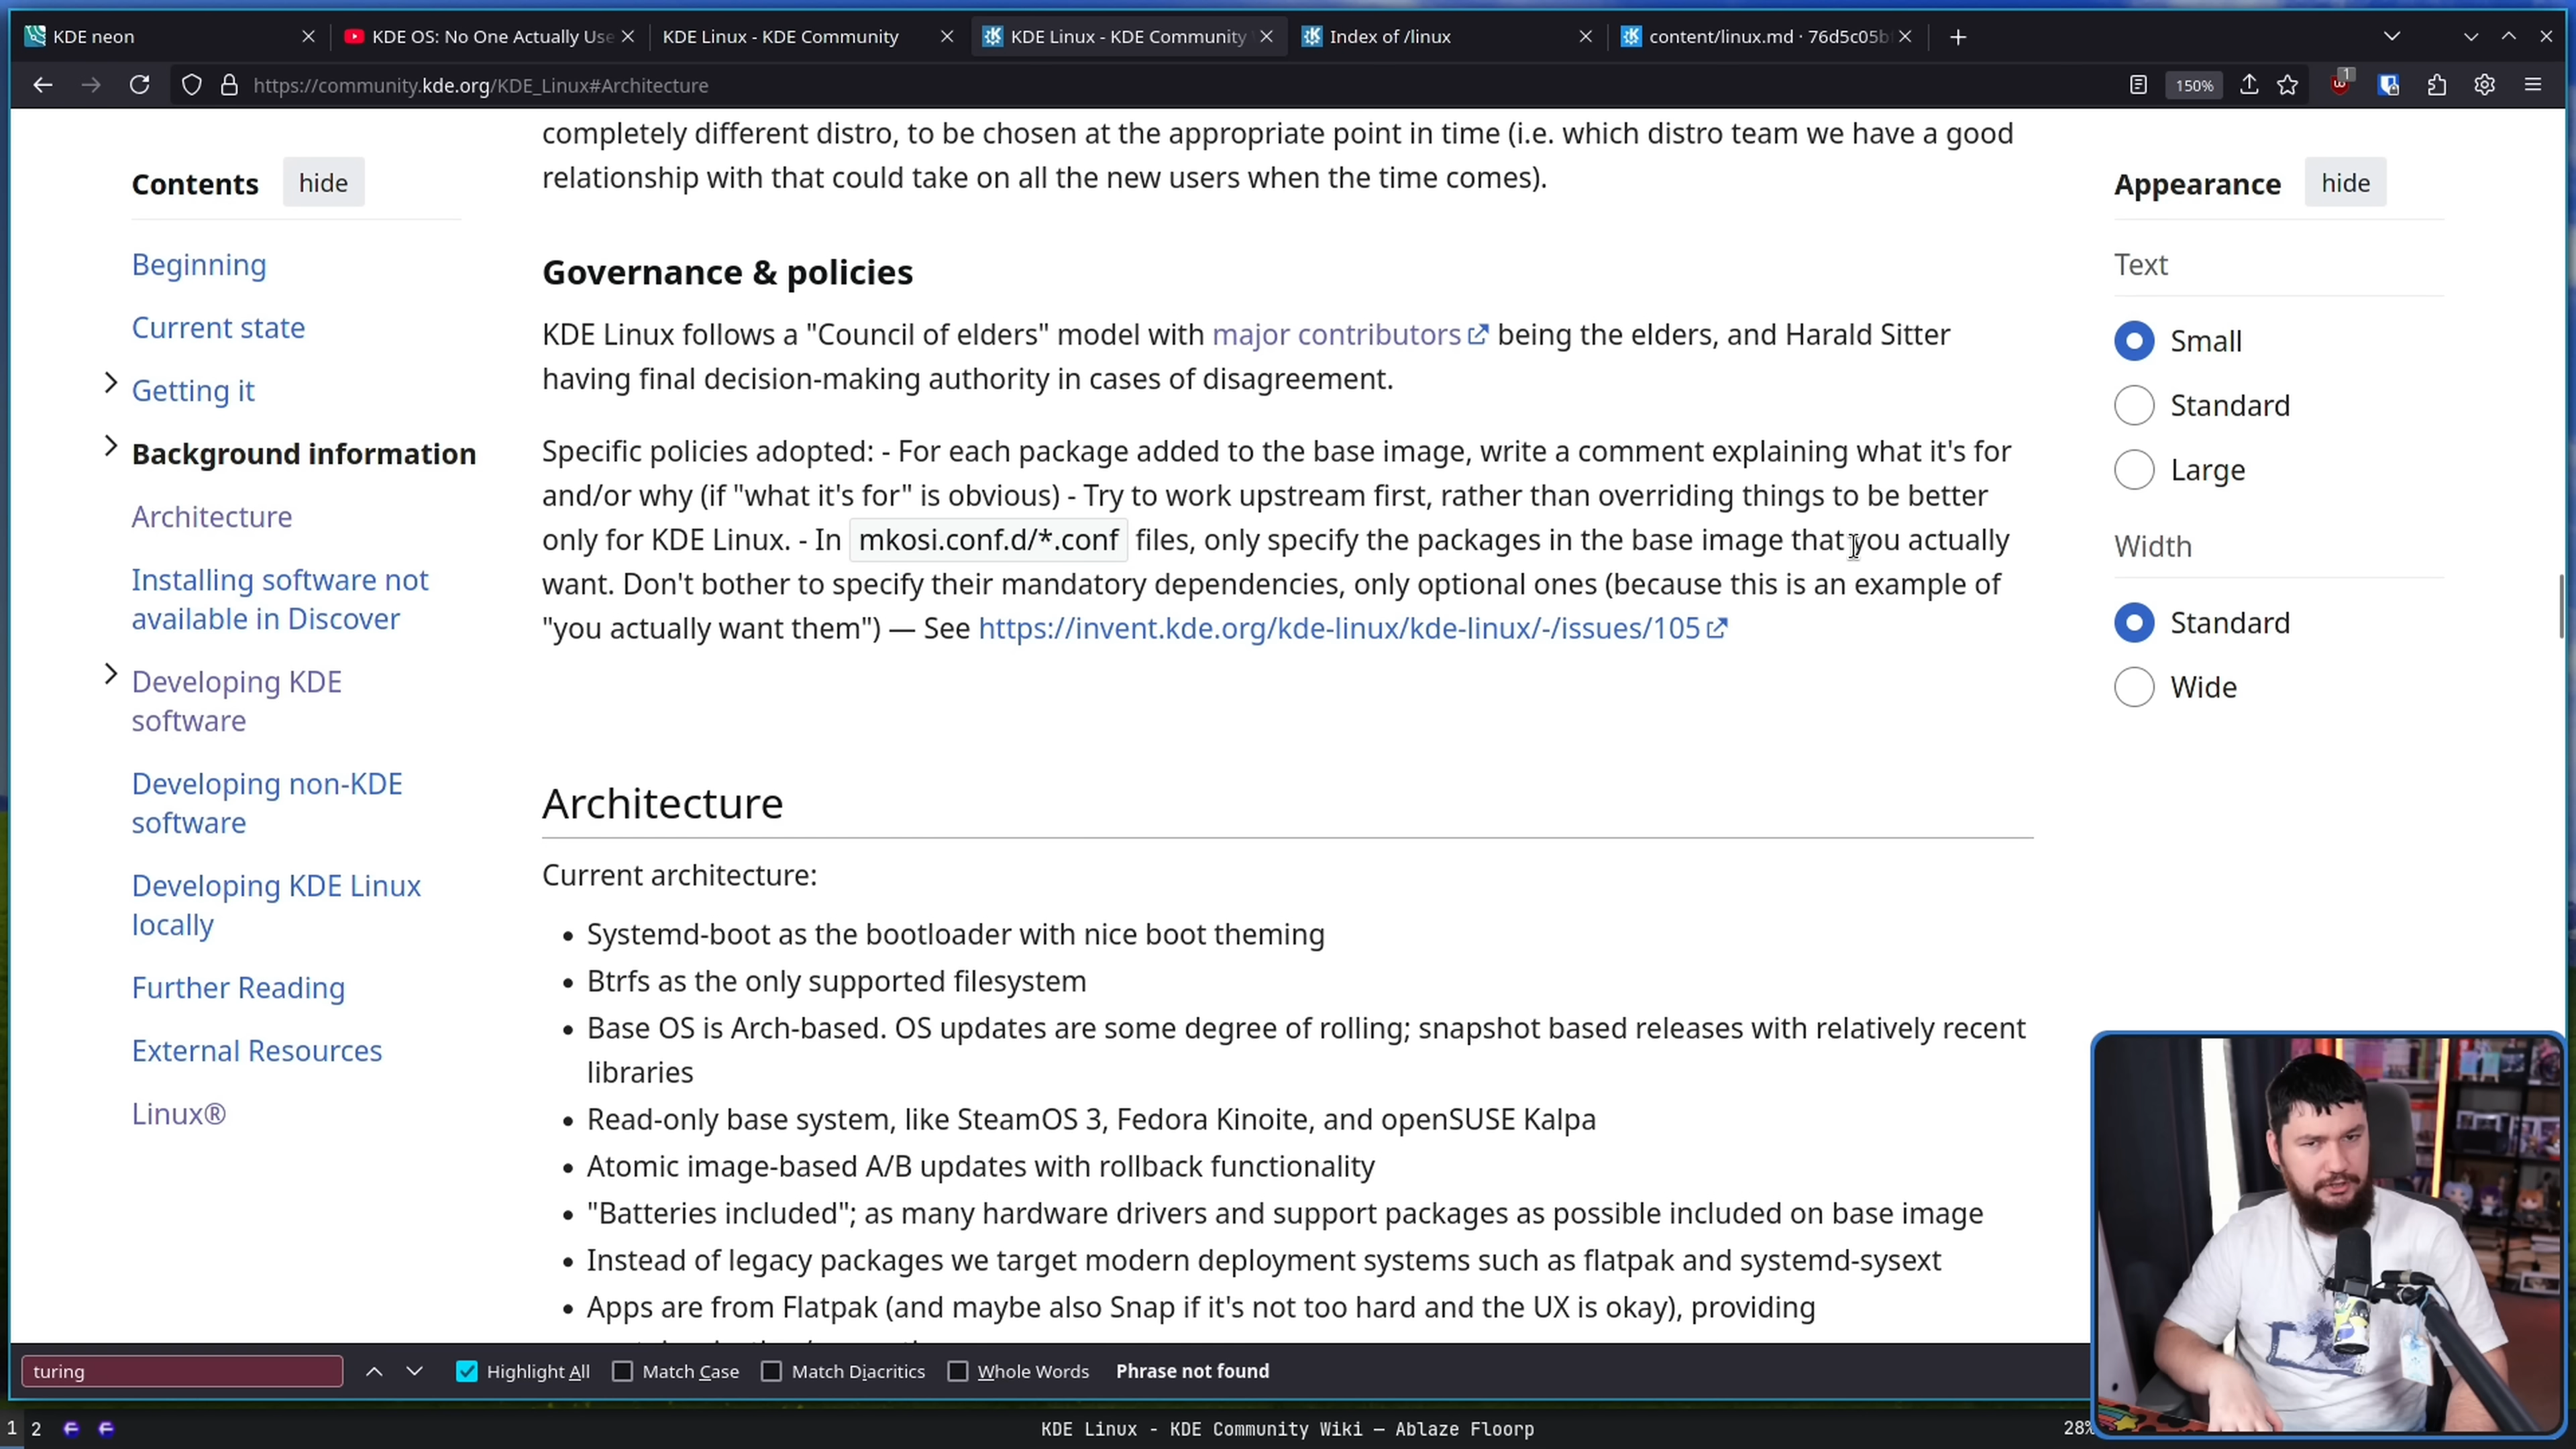 KDE neon
KDE OS: No One Actually Use
KDE Linux - KDE Community
KDE Linux - KDE Community
Index of /linux
content/linux.md · 76d5c05b
https://community.kde.org/KDE_Linux#Architecture
150%
1
Contents
hide
Beginning
Current state
Getting it
Background information
Architecture
Installing software not
available in Discover
Developing KDE
software
Developing non-KDE
software
Developing KDE Linux
locally
Further Reading
External Resources
Linux®
completely different distro, to be chosen at the appropriate point in time (i.e. which distro team we have a good
relationship with that could take on all the new users when the time comes).
Governance & policies
KDE Linux follows a "Council of elders" model with major contributors being the elders, and Harald Sitter
having final decision-making authority in cases of disagreement.
Specific policies adopted: - For each package added to the base image, write a comment explaining what it's for
and/or why (if "what it's for" is obvious) - Try to work upstream first, rather than overriding things to be better
only for KDE Linux. - In mkosi.conf.d/*.conf files, only specify the packages in the base image that you actually
want. Don't bother to specify their mandatory dependencies, only optional ones (because this is an example of
"you actually want them") — See https://invent.kde.org/kde-linux/kde-linux/-/issues/105
Architecture
Current architecture:
• Systemd-boot as the bootloader with nice boot theming
• Btrfs as the only supported filesystem
• Base OS is Arch-based. OS updates are some degree of rolling; snapshot based releases with relatively recent
libraries
• Read-only base system, like SteamOS 3, Fedora Kinoite, and openSUSE Kalpa
• Atomic image-based A/B updates with rollback functionality
• "Batteries included"; as many hardware drivers and support packages as possible included on base image
• Instead of legacy packages we target modern deployment systems such as flatpak and systemd-sysext
• Apps are from Flatpak (and maybe also Snap if it's not too hard and the UX is okay), providing
Appearance
hide
Text
Small
Standard
Large
Width
Standard
Wide
turing
Highlight All
Match Case
Match Diacritics
Whole Words
Phrase not found
1 2
KDE Linux - KDE Community Wiki — Ablaze Floorp
28%